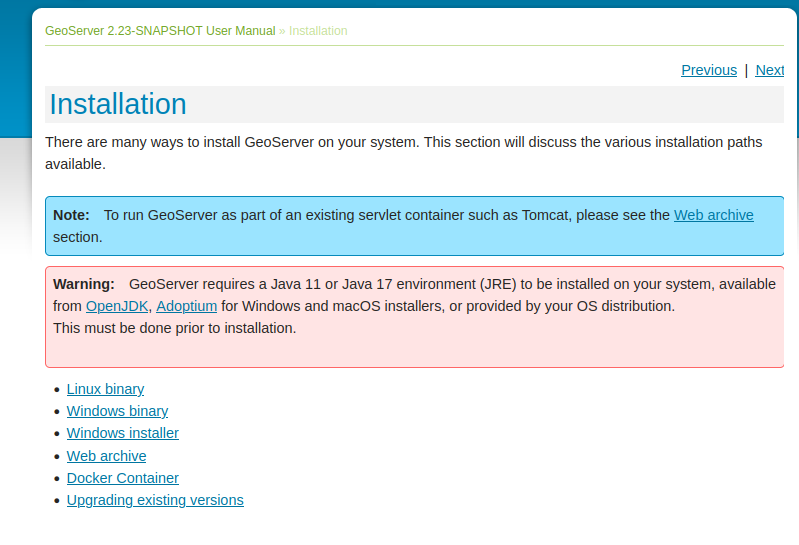 GeoServer 2.23-SNAPSHOT User Manual » Installation
Previous | Next
Installation
There are many ways to install GeoServer on your system. This section will discuss the various installation paths
available.
Note: To run GeoServer as part of an existing servlet container such as Tomcat, please see the Web archive
section.
Warning: GeoServer requires a Java 11 or Java 17 environment (JRE) to be installed on your system, available
from OpenJDK, Adoptium for Windows and macOS installers, or provided by your OS distribution.
This must be done prior to installation.
• Linux binary
• Windows binary
• Windows installer
• Web archive
• Docker Container
• Upgrading existing versions